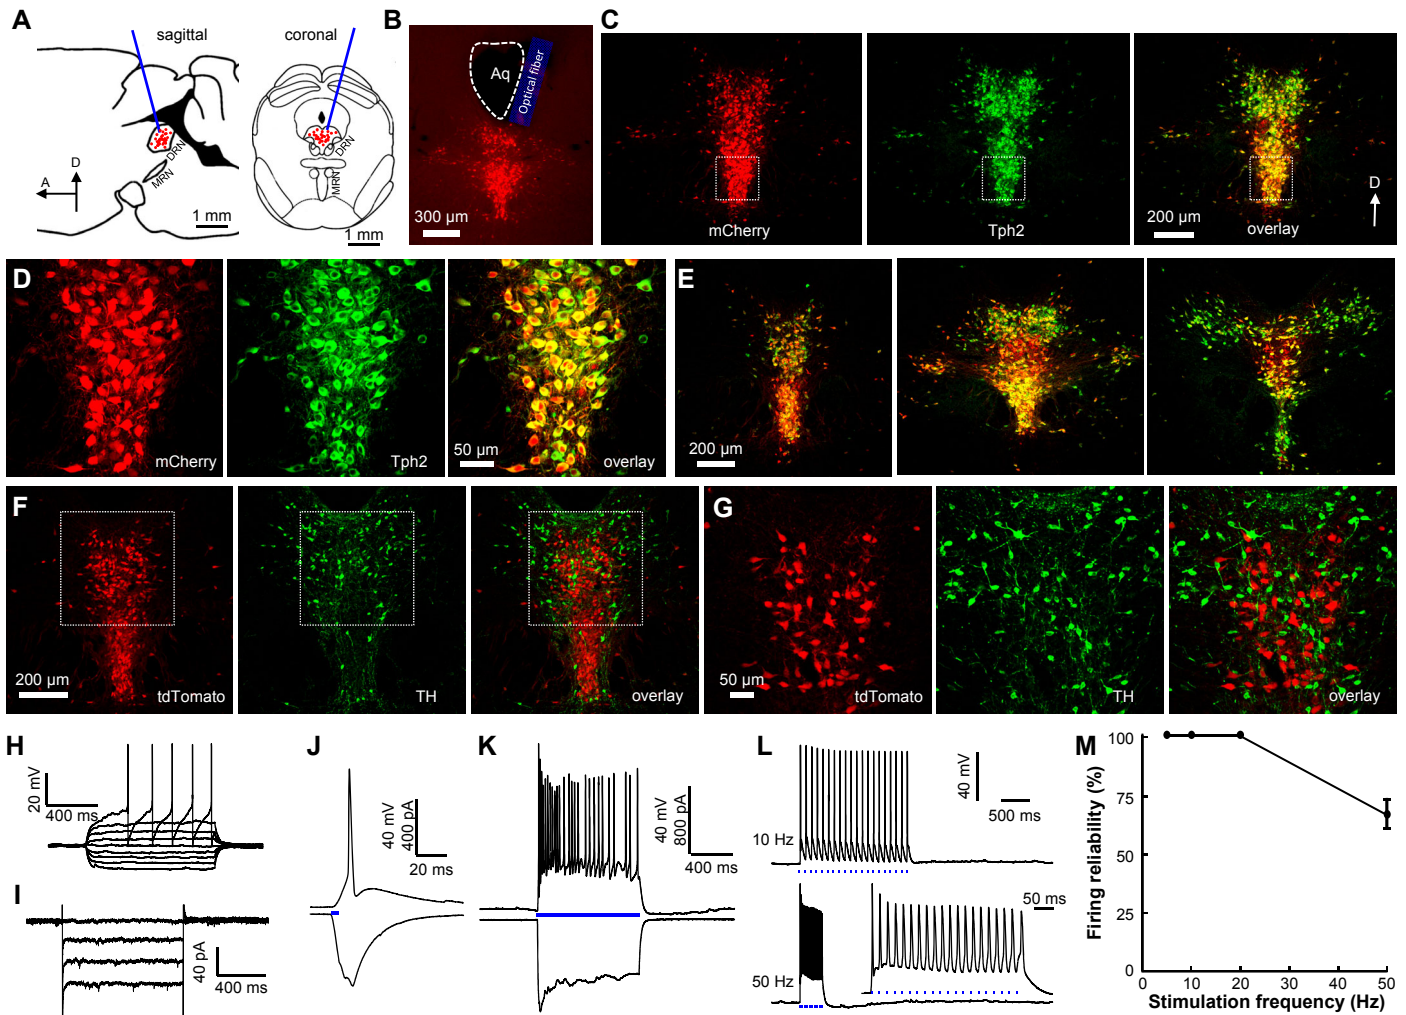 A
sagittal
coronal
D
A
DRN
MRN
1 mm
DRN
MRN
1 mm
B
Aq
Optical fiber
300 µm
C
mCherry
Tph2
D
200 µm
overlay
D
mCherry
Tph2
50 µm
overlay
E
200 µm
F
200 µm
tdTomato
TH
overlay
G
50 µm
tdTomato
TH
overlay
H
20 mV
400 ms
I
40 pA
400 ms
J
40 mV
400 pA
20 ms
K
40 mV
800 pA
400 ms
L
40 mV
500 ms
10 Hz
50 ms
50 Hz
M
Firing reliability (%)
100
75
50
25
0
0 10 20 30 40 50
Stimulation frequency (Hz)